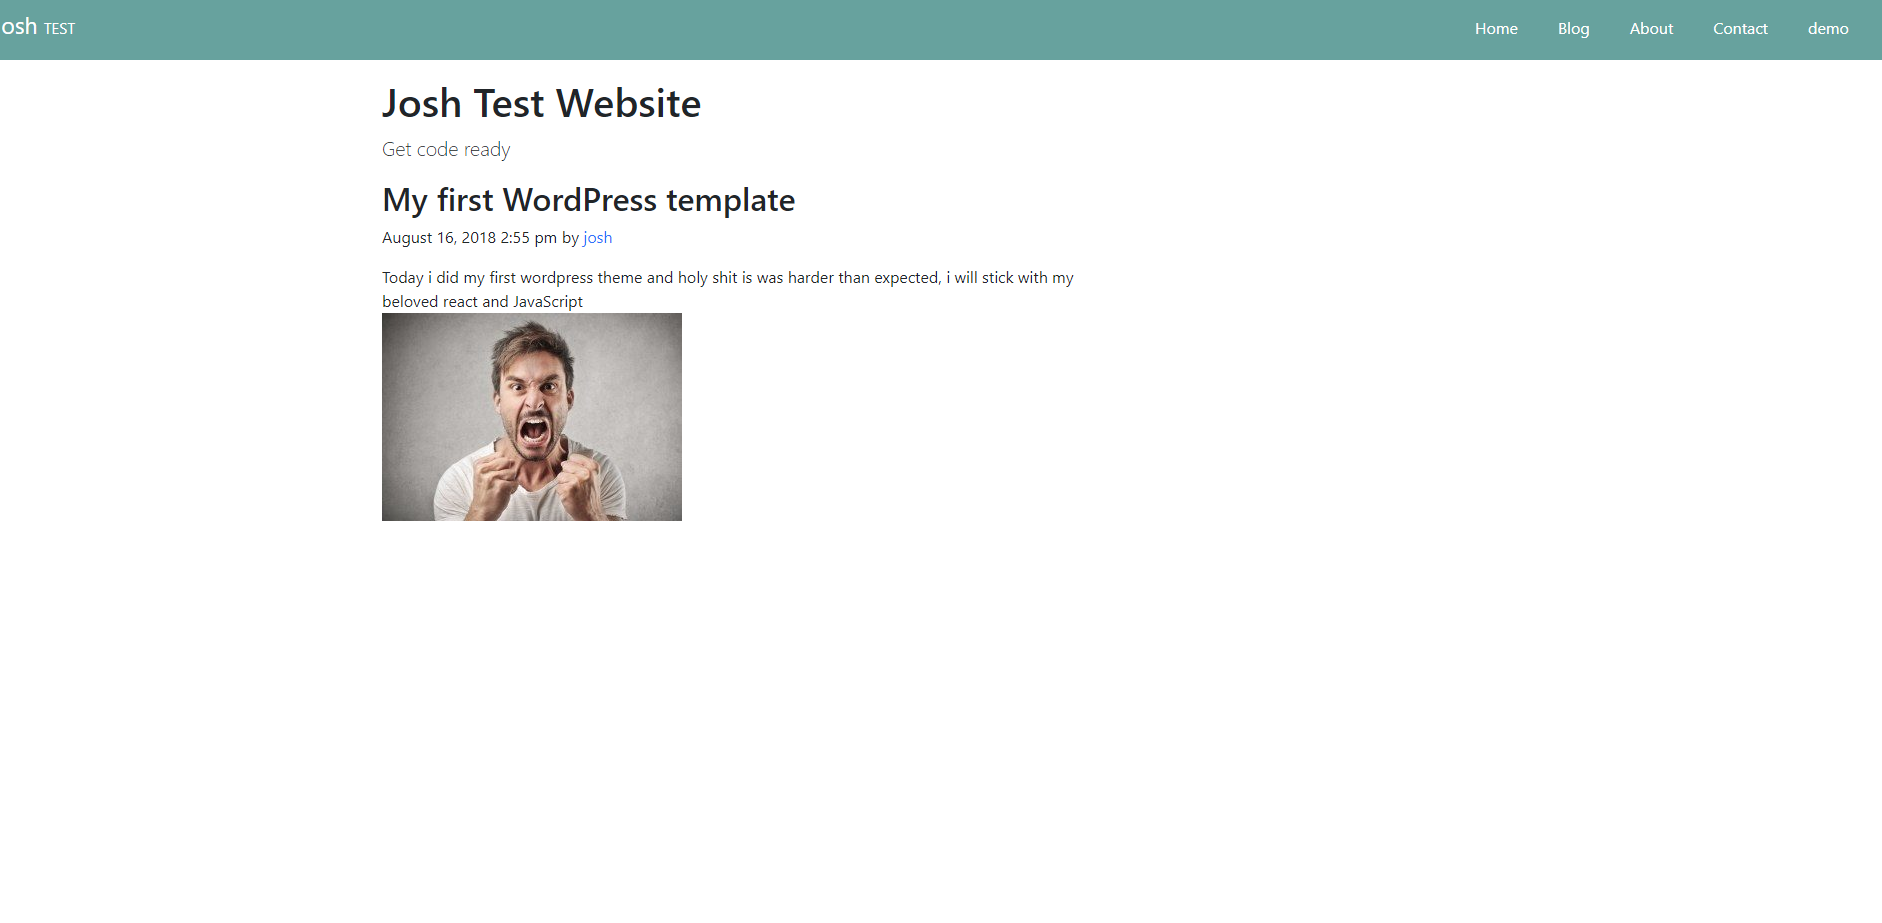 osh TEST
Home Blog About Contact demo
Josh Test Website
Get code ready
My first WordPress template
August 16, 2018 2:55 pm by josh
Today i did my first wordpress theme and holy shit is was harder than expected, i will stick with my
beloved react and JavaScript